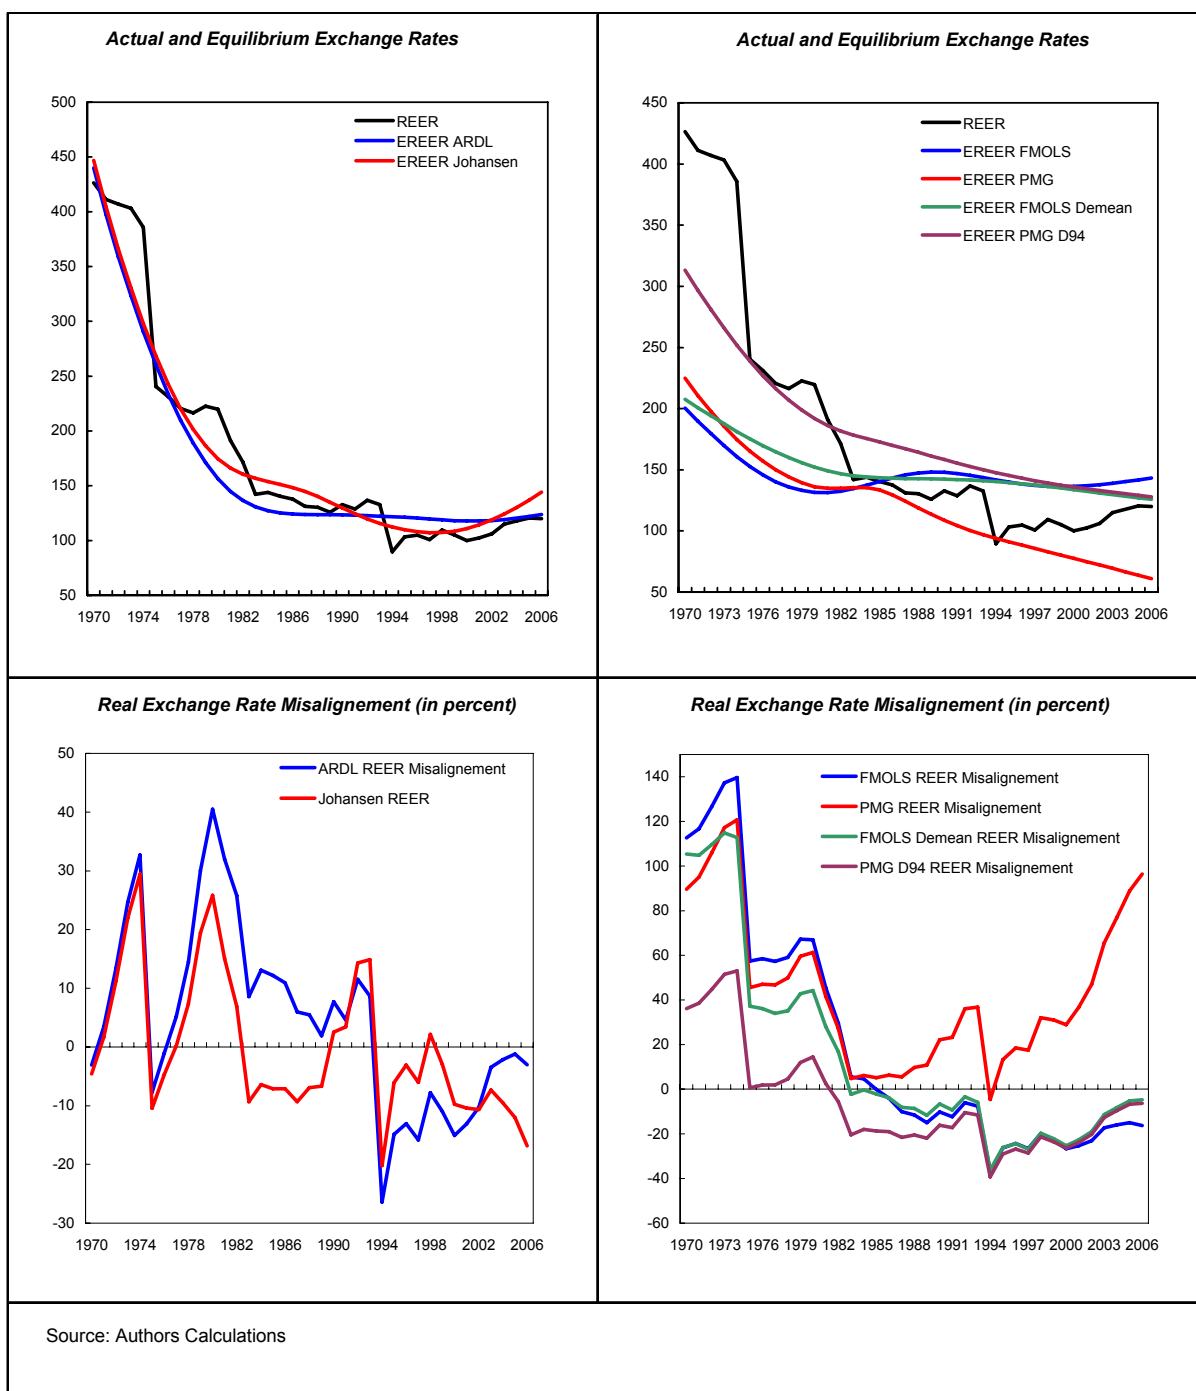 Actual and Equilibrium Exchange Rates
500
450
400
350
300
250
200
150
100
50
REER
EREER ARDL
EREER Johansen
1970 1974 1978 1982 1986 1990 1994 1998 2002 2006
Actual and Equilibrium Exchange Rates
450
400
350
300
250
200
150
100
50
REER
EREER FMOLS
EREER PMG
EREER FMOLS Demean
EREER PMG D94
1970 1973 1976 1979 1982 1985 1988 1991 1994 1997 2000 2003 2006
Real Exchange Rate Misalignement (in percent)
50
40
30
20
10
0
-10
-20
-30
ARDL REER Misalignement
Johansen REER
1970 1974 1978 1982 1986 1990 1994 1998 2002 2006
Real Exchange Rate Misalignement (in percent)
140
120
100
80
60
40
20
0
-20
-40
-60
FMOLS REER Misalignement
PMG REER Misalignement
FMOLS Demean REER Misalignement
PMG D94 REER Misalignement
1970 1973 1976 1979 1982 1985 1988 1991 1994 1997 2000 2003 2006
Source: Authors Calculations